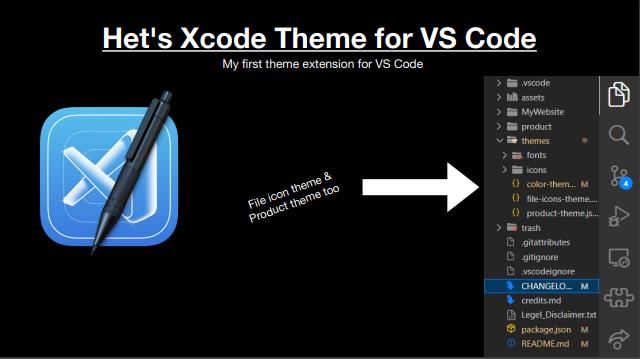 Het's Xcode Theme for VS Code
My first theme extension for VS Code
File icon theme &
Product theme too
.vscode
assets
MyWebsite
product
themes
fonts
icons
{} color-them... M
{} file-icons-theme....
{} product-theme.js...
trash
.gitattributes
.gitignore
.vscodeignore
CHANGELO... M
credits.md
Legel_Disclaimer.txt
package.json M
README.md M
4